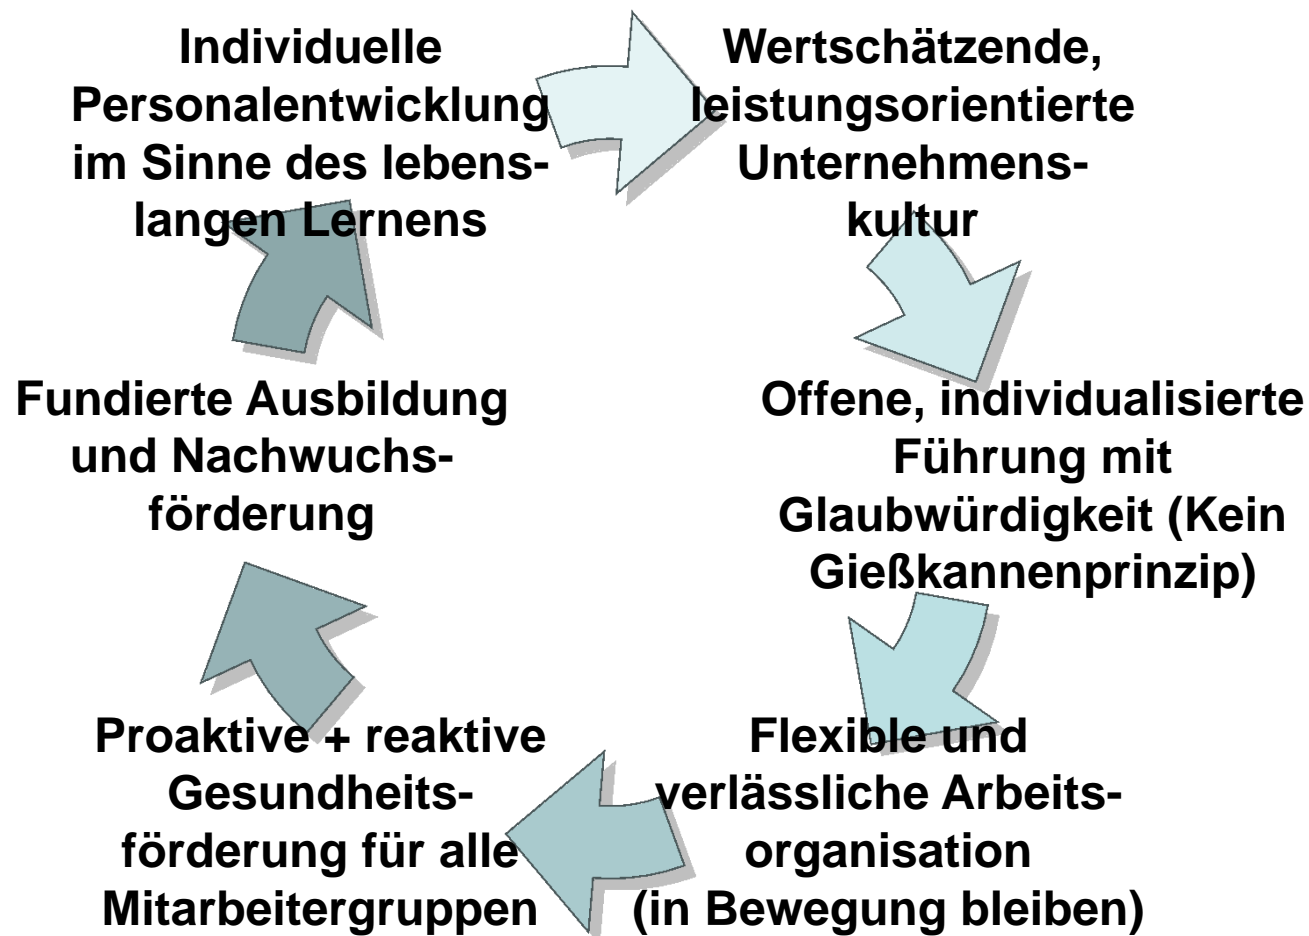 Individuelle
Personalentwicklung
im Sinne des lebens-
langen Lernens
Wertschätzende,
leistungsorientierte
Unternehmens-
kultur
Offene, individualisierte
Führung mit
Glaubwürdigkeit (Kein
Gießkannenprinzip)
Flexible und
verlässliche Arbeits-
organisation
(in Bewegung bleiben)
Proaktive + reaktive
Gesundheits-
förderung für alle
Mitarbeitergruppen
Fundierte Ausbildung
und Nachwuchs-
förderung